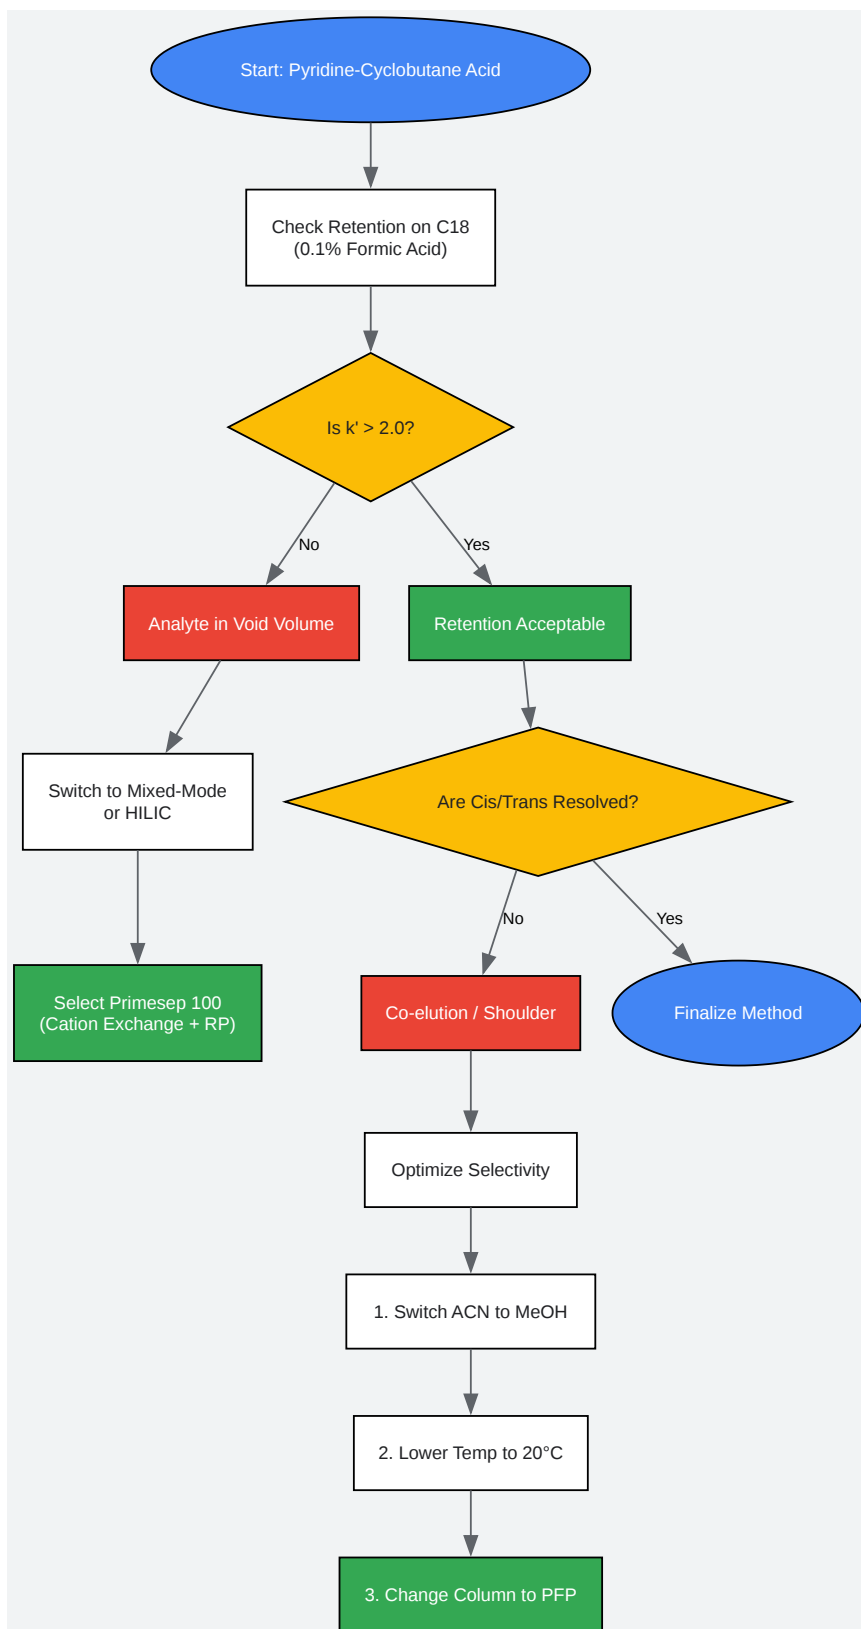 Start: Pyridine-Cyclobutane Acid
Check Retention on C18
(0.1% Formic Acid)
Is k' > 2.0?
No
Yes
Analyte in Void Volume
Retention Acceptable
Switch to Mixed-Mode
or HILIC
Are Cis/Trans Resolved?
No
Yes
Select Primesep 100
(Cation Exchange + RP)
Co-elution / Shoulder
Finalize Method
Optimize Selectivity
1. Switch ACN to MeOH
2. Lower Temp to 20°C
3. Change Column to PFP